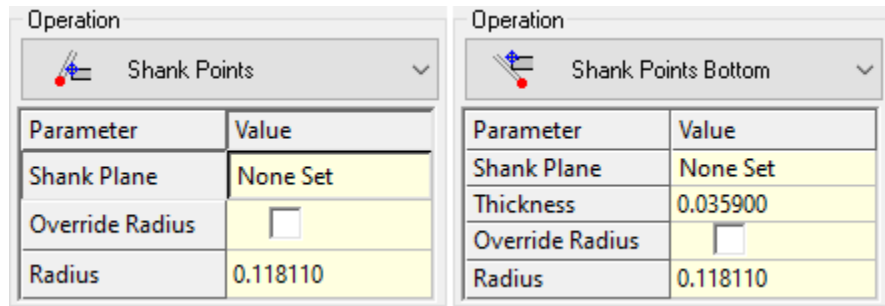 Operation
Shank Points
Parameter Value
Shank Plane None Set
Override Radius
Radius 0.118110
Operation
Shank Points Bottom
Parameter Value
Shank Plane None Set
Thickness 0.035900
Override Radius
Radius 0.118110